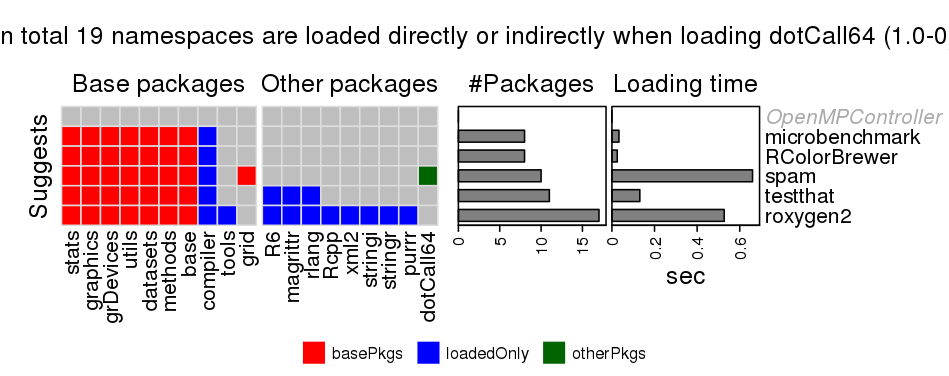 n total 19 namespaces are loaded directly or indirectly when loading dotCall64 (1.0-0
Base packages
Other packages
#Packages
Loading time
Suggests
OpenMPController
microbenchmark
RColorBrewer
spam
testthat
roxygen2
stats
graphics
grDevices
utils
datasets
methods
base
compiler
tools
grid
R6
magrittr
rlang
Rcpp
xml2
stringi
stringr
purrr
dotCall64
0
5
10
15
0
0.2
0.4
0.6
sec
basePkgs
loadedOnly
otherPkgs